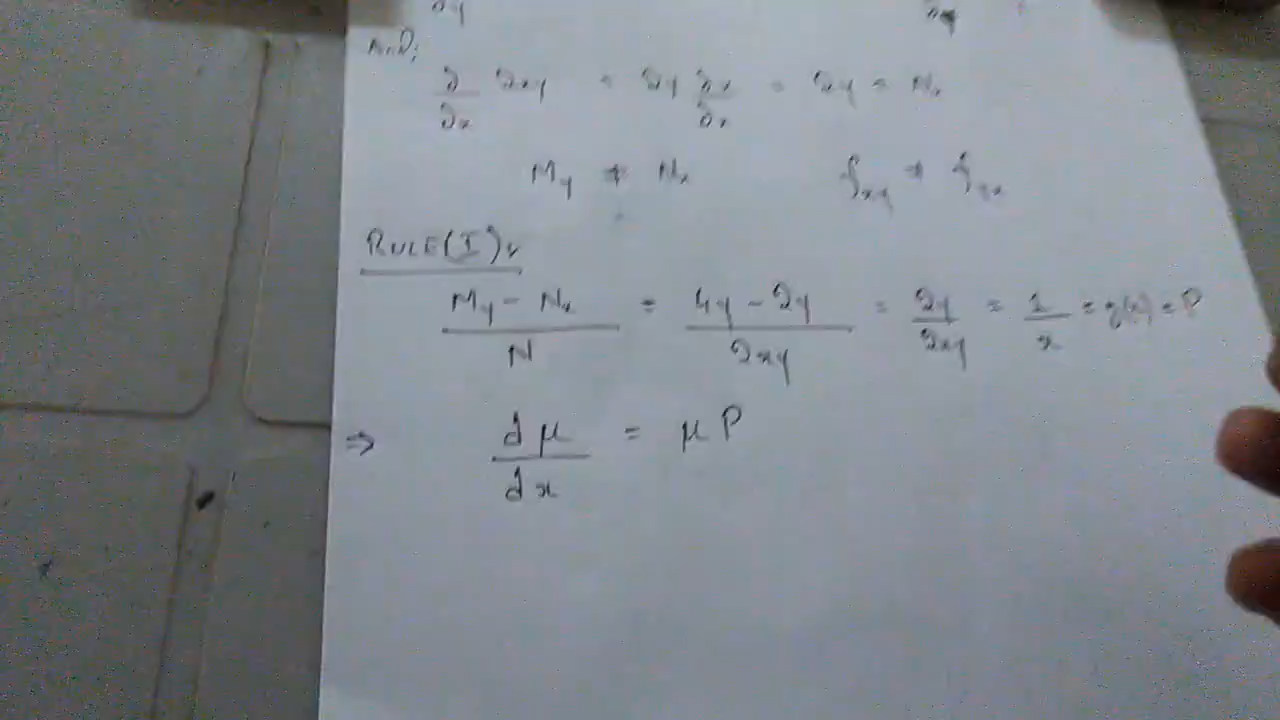 AND;
∂/∂x 2xy = 2y ∂x/∂x = 2y = Nx
My ≠ Nx fxy ≠ fyx
RULE(I):
My - Nx / N = 4y - 2y / 2xy = 2y / 2xy = 1 / x = g(x) = P
⇒ dμ / dx = μ P